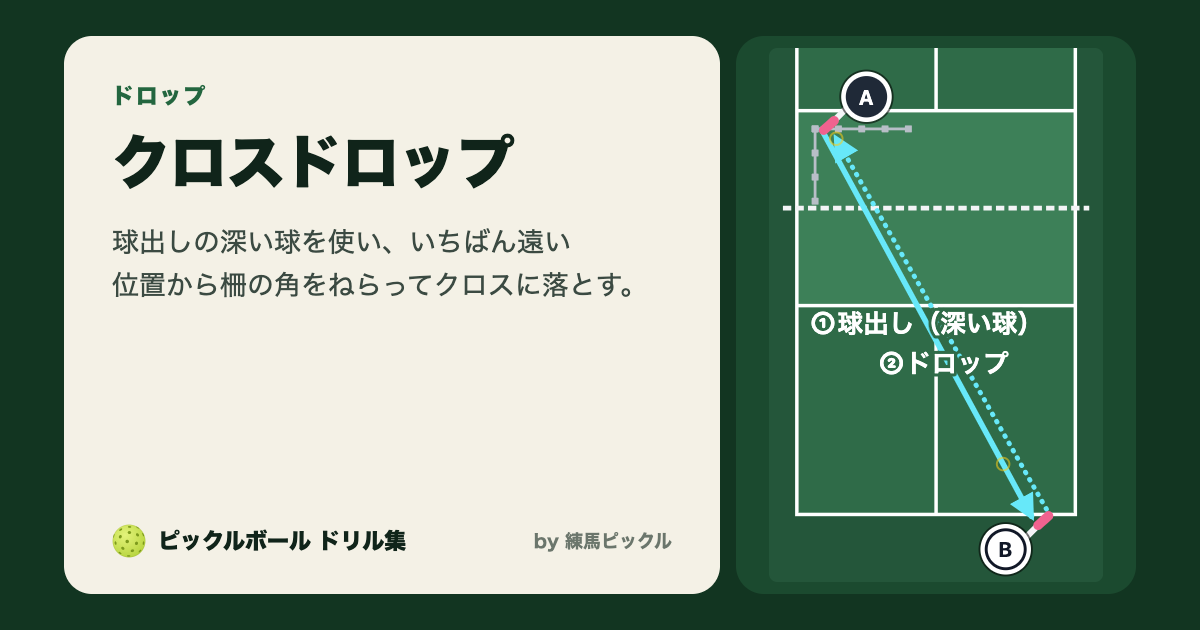 ドロップ
クロスドロップ
球出しの深い球を使い、いちばん遠い
位置から柵の角をねらってクロスに落とす。
ピックルボール ドリル集
by 練馬ピックル
A
①球出し（深い球）
②ドロップ
B